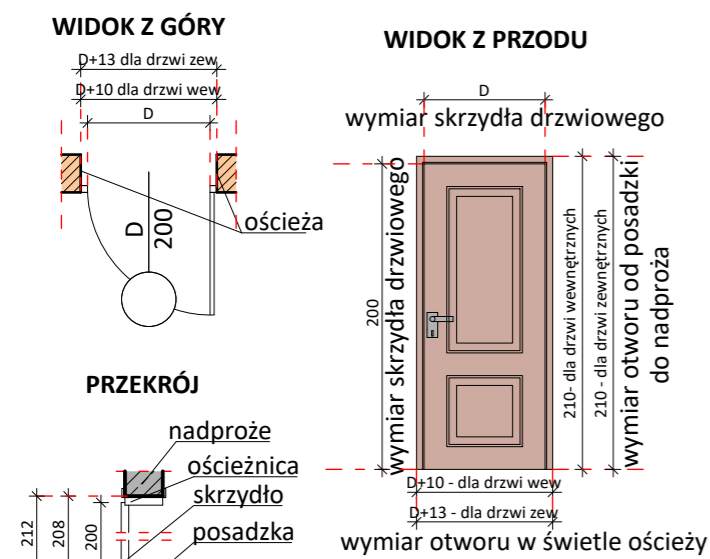 WIDOK Z GÓRY
D+13 dla drzwi zew
D+10 dla drzwi wew
D
D
200
ościeża
WIDOK Z PRZODU
D
wymiar skrzydła drzwiowego
200
wymiar skrzydła drzwiowego
210- dla drzwi wewnętrznych
210 - dla drzwi zewnętrznych
wymiar otworu od posadzki
do nadproża
D+10 - dla drzwi wew
D+13 - dla drzwi zew
wymiar otworu w świetle ościeży
PRZEKRÓJ
nadproże
ościeżnica
skrzydło
posadzka
212
208
200